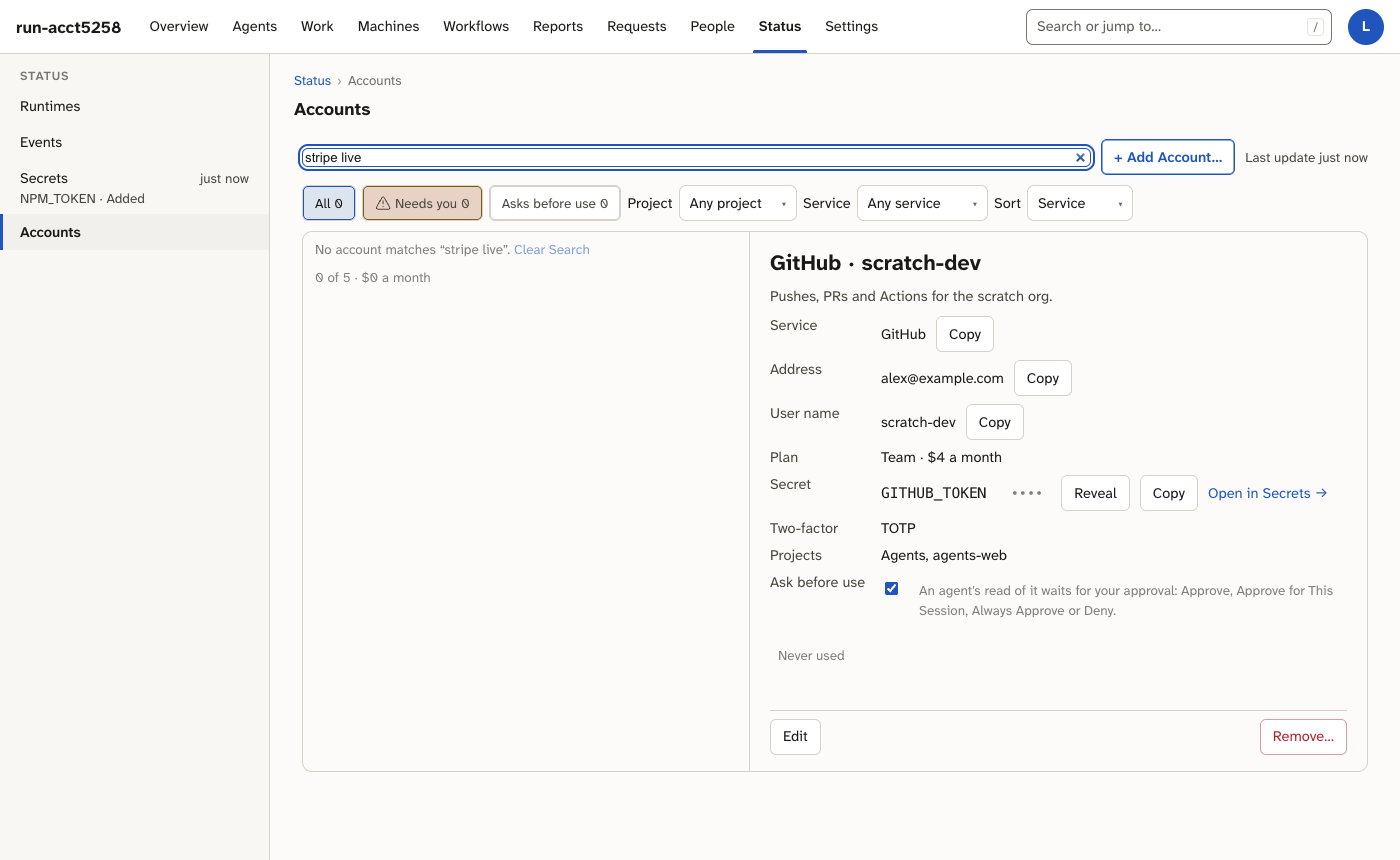 run-acct5258 Overview Agents Work Machines Workflows Reports Requests People Status Settings Search or jump to... / L
STATUS
Runtimes
Events
Secrets just now
NPM_TOKEN · Added
Accounts
Status › Accounts
Accounts
stripe live × + Add Account... Last update just now
All 0 Needs you 0 Asks before use 0 Project Any project Service Any service Sort Service
No account matches “stripe live”. Clear Search
0 of 5 · $0 a month
GitHub · scratch-dev
Pushes, PRs and Actions for the scratch org.
Service GitHub Copy
Address alex@example.com Copy
User name scratch-dev Copy
Plan Team · $4 a month
Secret GITHUB_TOKEN •••• Reveal Copy Open in Secrets →
Two-factor TOTP
Projects Agents, agents-web
Ask before use An agent's read of it waits for your approval: Approve, Approve for This
Session, Always Approve or Deny.
Never used
Edit Remove...